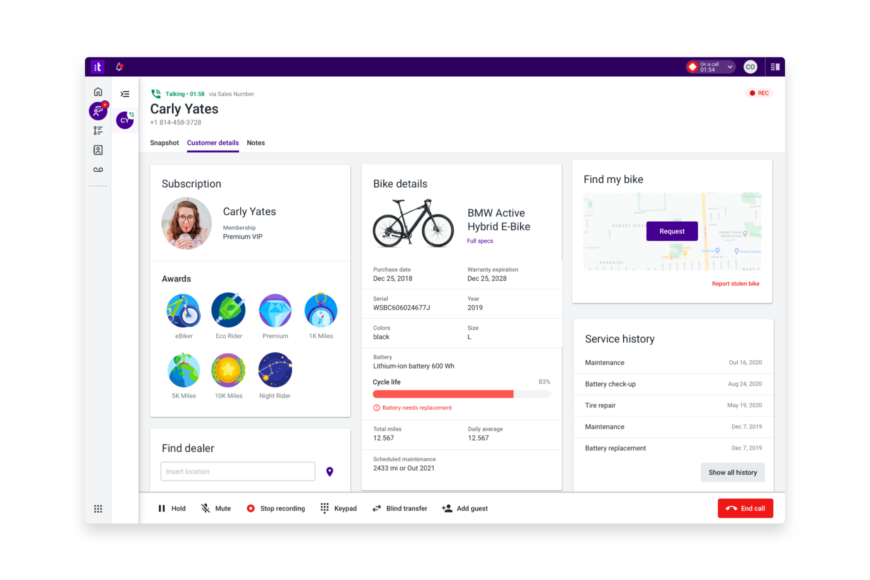 :t
On a call
01:54
CO
Talking • 01:58 via Sales Number
REC
CY
Carly Yates
+1 814-458-3728
Snapshot Customer details Notes
Subscription
Carly Yates
Membership
Premium VIP
Awards
eBiker Eco Rider Premium 1K Miles
5K Miles 10K Miles Night Rider
Find dealer
Insert location
Bike details
BMW Active
Hybrid E-Bike
Full specs
Purchase date Warranty expiration
Dec 25, 2018 Dec 25, 2028
Serial Year
WSBC606024677J 2019
Colors Size
black L
Battery
Lithium-ion battery 600 Wh
Cycle life 83%
Battery needs replacement
Total miles Daily average
12.567 12.567
Scheduled maintenance
2433 mi or Out 2021
Find my bike
Request
Report stolen bike
Service history
Maintenance Out 16, 2020
Battery check-up Aug 24, 2020
Tire repair May 19, 2020
Maintenance Dec 7, 2019
Battery replacement Dec 7, 2019
Show all history
Hold Mute Stop recording Keypad Blind transfer Add guest End call